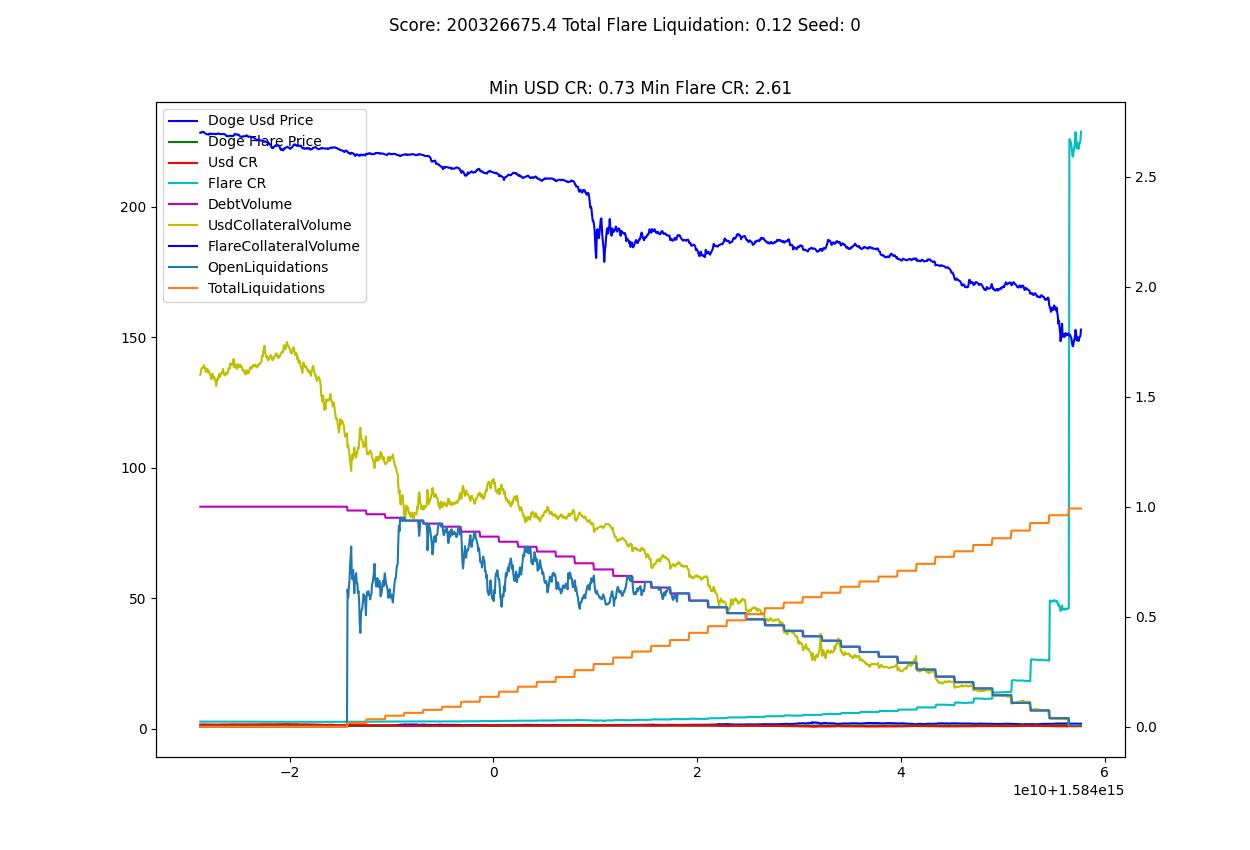 Score: 200326675.4 Total Flare Liquidation: 0.12 Seed: 0
Min USD CR: 0.73 Min Flare CR: 2.61
Doge Usd Price
Doge Flare Price
Usd CR
Flare CR
DebtVolume
UsdCollateralVolume
FlareCollateralVolume
OpenLiquidations
TotalLiquidations
200
150
100
50
0
2.5
2.0
1.5
1.0
0.5
0.0
−2 0 2 4 6
1e10+1.584e15